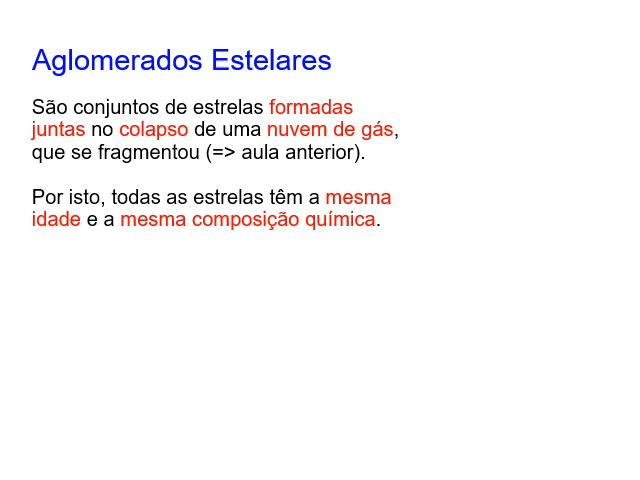 Aglomerados Estelares
São conjuntos de estrelas formadas
juntas no colapso de uma nuvem de gás,
que se fragmentou (=> aula anterior).
Por isto, todas as estrelas têm a mesma
idade e a mesma composição química.